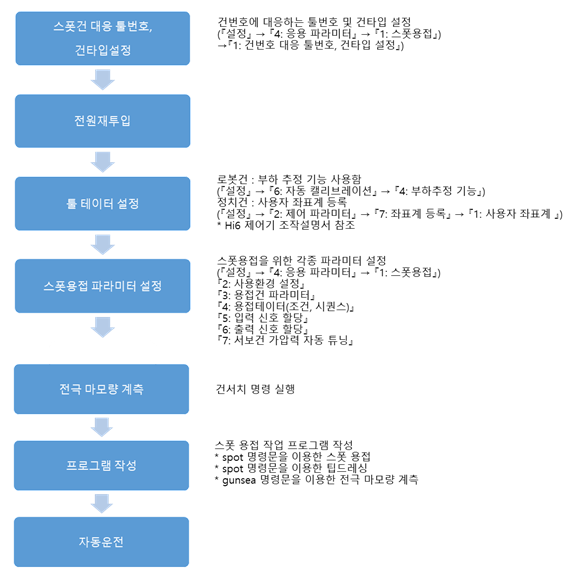 스폿건 대응 툴번호,
건타입설정
건번호에 대응하는 툴번호 및 건타입 설정
(『설정』 → 『4: 응용 파라미터』 → 『1: 스폿용접』)
→『1: 건번호 대응 툴번호, 건타입 설정』)
전원재투입
툴 테이터 설정
로봇건 : 부하 추정 기능 사용함
(『설정』 → 『6: 자동 캘리브레이션』 → 『4: 부하추정 기능』)
정치건 : 사용자 좌표계 등록
(『설정』 → 『2: 제어 파라미터』 → 『7: 좌표계 등록』 → 『1: 사용자 좌표계 』)
* Hi6 제어기 조작설명서 참조
스폿용접 파라미터 설정
스폿용접을 위한 각종 파라미터 설정
(『설정』 → 『4: 응용 파라미터』 → 『1: 스폿용접』)
『2: 사용환경 설정』
『3: 용접건 파라미터』
『4: 용접테이터(조건, 시퀀스)
『5: 입력 신호 할당』
『6: 출력 신호 할당』
『7: 서보건 가압력 자동 튜닝』
전극 마모량 계측
건서치 명령 실행
프로그램 작성
스폿 용접 작업 프로그램 작성
* spot 명령문을 이용한 스폿 용접
* spot 명령문을 이용한 팁드레싱
* gunsea 명령문을 이용한 전극 마모량 계측
자동운전